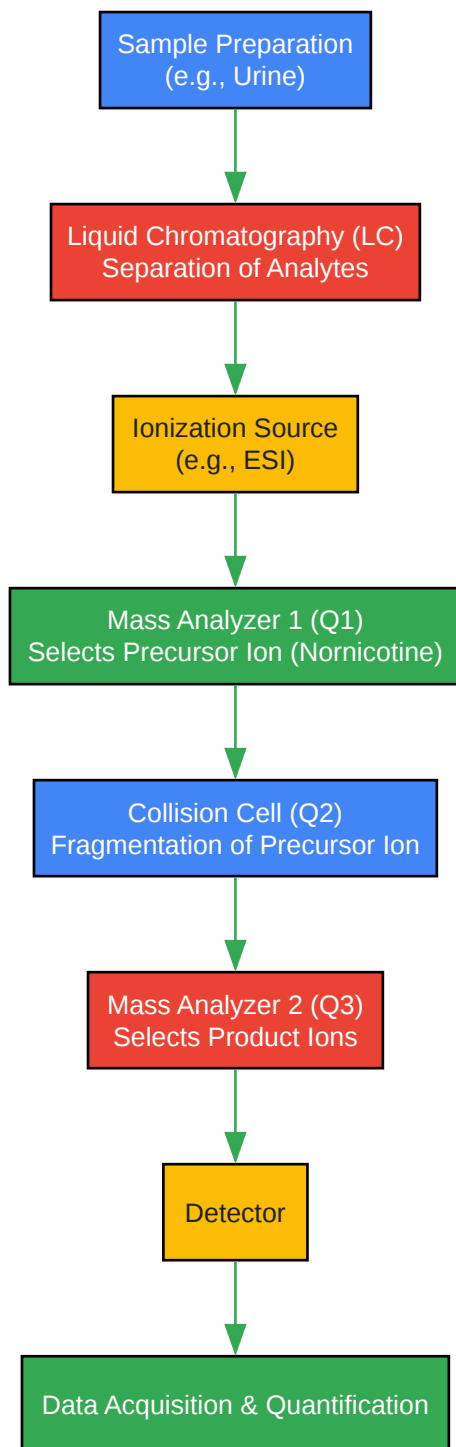 Sample Preparation
(e.g., Urine)
Liquid Chromatography (LC)
Separation of Analytes
Ionization Source
(e.g., ESI)
Mass Analyzer 1 (Q1)
Selects Precursor Ion (Nornicotine)
Collision Cell (Q2)
Fragmentation of Precursor Ion
Mass Analyzer 2 (Q3)
Selects Product Ions
Detector
Data Acquisition & Quantification